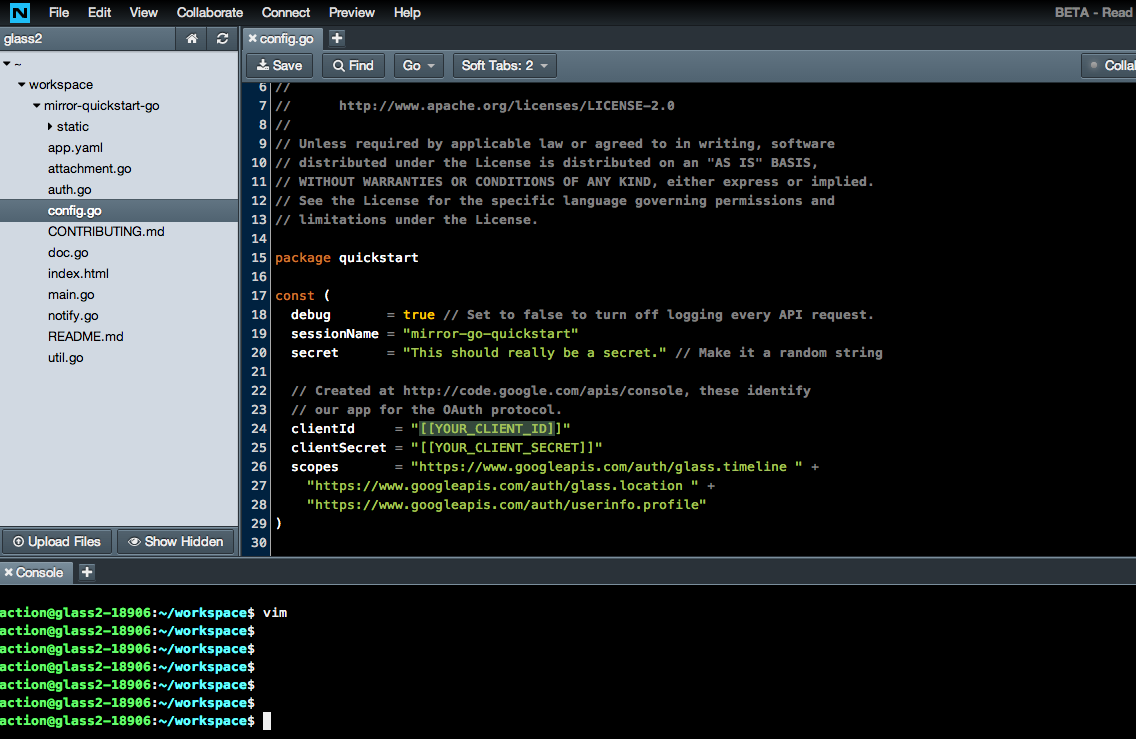 N File Edit View Collaborate Connect Preview Help BETA - Read
glass2
config.go
Save Find Go Soft Tabs: 2
~
workspace
mirror-quickstart-go
static
app.yaml
attachment.go
auth.go
config.go
CONTRIBUTING.md
doc.go
index.html
main.go
notify.go
README.md
util.go
Upload Files Show Hidden
6 //
7 // http://www.apache.org/licenses/LICENSE-2.0
8 //
9 // Unless required by applicable law or agreed to in writing, software
10 // distributed under the License is distributed on an "AS IS" BASIS,
11 // WITHOUT WARRANTIES OR CONDITIONS OF ANY KIND, either express or implied.
12 // See the License for the specific language governing permissions and
13 // limitations under the License.
14
15 package quickstart
16
17 const (
18 debug = true // Set to false to turn off logging every API request.
19 sessionName = "mirror-go-quickstart"
20 secret = "This should really be a secret." // Make it a random string
21
22 // Created at http://code.google.com/apis/console, these identify
23 // our app for the OAuth protocol.
24 clientId = "[[YOUR_CLIENT_ID]]"
25 clientSecret = "[[YOUR_CLIENT_SECRET]]"
26 scopes = "https://www.googleapis.com/auth/glass.timeline " +
27 "https://www.googleapis.com/auth/glass.location " +
28 "https://www.googleapis.com/auth/userinfo.profile"
29 )
30
Console
action@glass2-18906:~/workspace$ vim
action@glass2-18906:~/workspace$
action@glass2-18906:~/workspace$
action@glass2-18906:~/workspace$
action@glass2-18906:~/workspace$
action@glass2-18906:~/workspace$
action@glass2-18906:~/workspace$